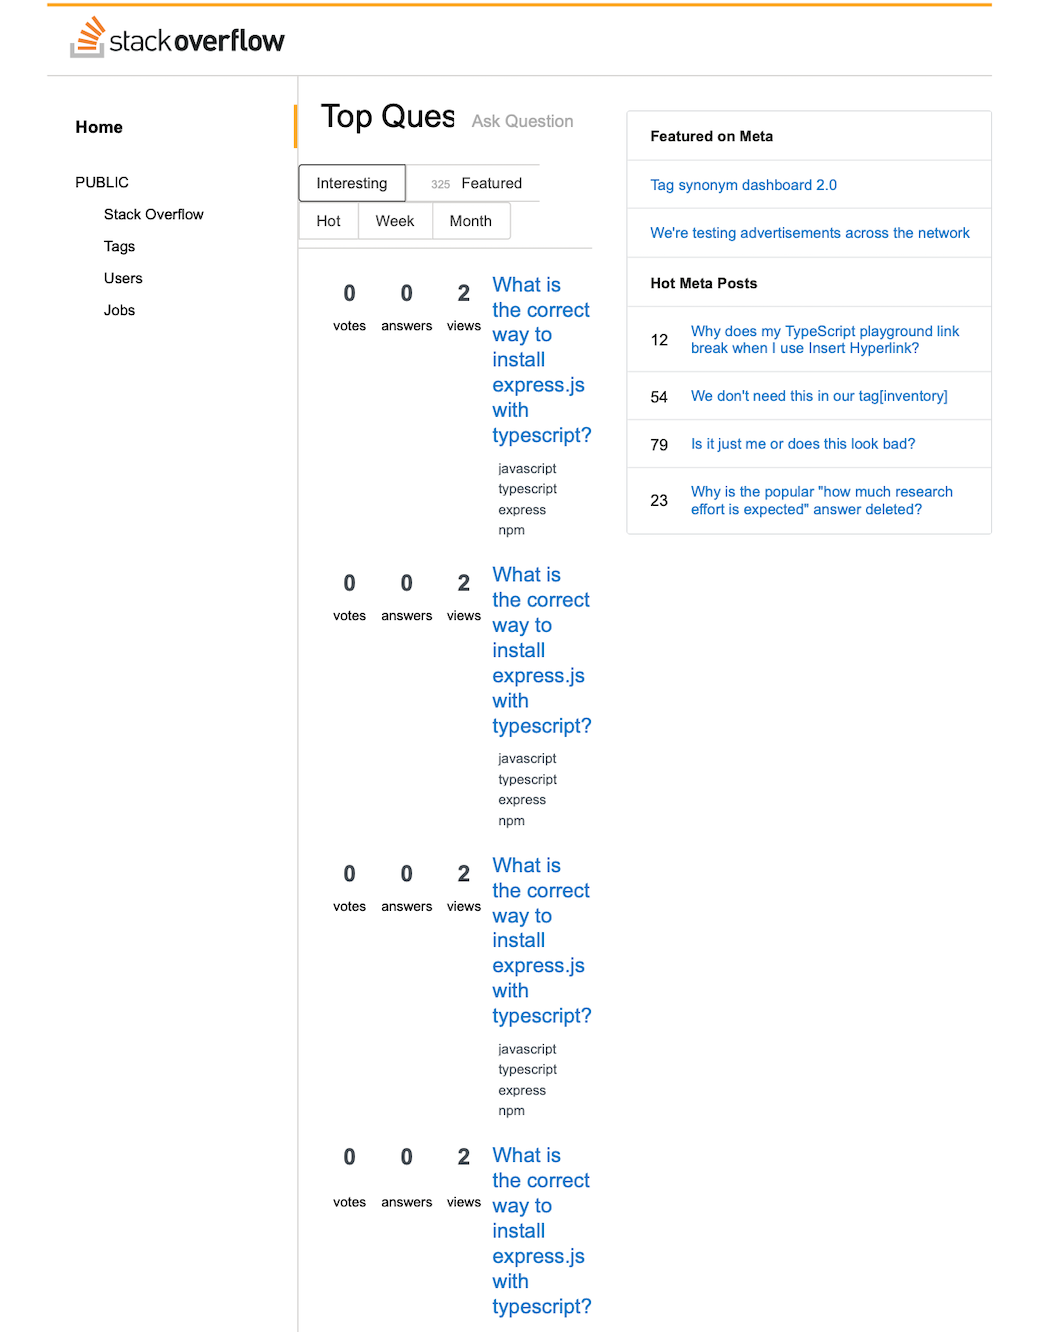 stackoverflow
Home
PUBLIC
Stack Overflow
Tags
Users
Jobs
Top Ques
Ask Question
Interesting
325 Featured
Hot
Week
Month
0
votes
0
answers
2
views
What is
the correct
way to
install
express.js
with
typescript?
javascript
typescript
express
npm
0
votes
0
answers
2
views
What is
the correct
way to
install
express.js
with
typescript?
javascript
typescript
express
npm
0
votes
0
answers
2
views
What is
the correct
way to
install
express.js
with
typescript?
javascript
typescript
express
npm
0
votes
0
answers
2
views
What is
the correct
way to
install
express.js
with
typescript?
Featured on Meta
Tag synonym dashboard 2.0
We're testing advertisements across the network
Hot Meta Posts
12
Why does my TypeScript playground link
break when I use Insert Hyperlink?
54
We don't need this in our tag[inventory]
79
Is it just me or does this look bad?
23
Why is the popular "how much research
effort is expected" answer deleted?